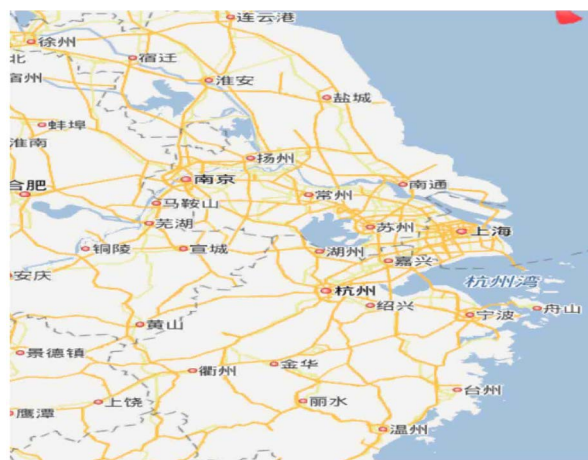 连云港
徐州
宿迁
北
宿州
淮安
盐城
蚌埠
淮南
扬州
南京
合肥
常州
南通
马鞍山
芜湖
苏州
上海
铜陵
宣城
湖州
嘉兴
安庆
杭州湾
杭州
绍兴
宁波
舟山
黄山
景德镇
衢州
金华
台州
上饶
丽水
鹰潭
温州